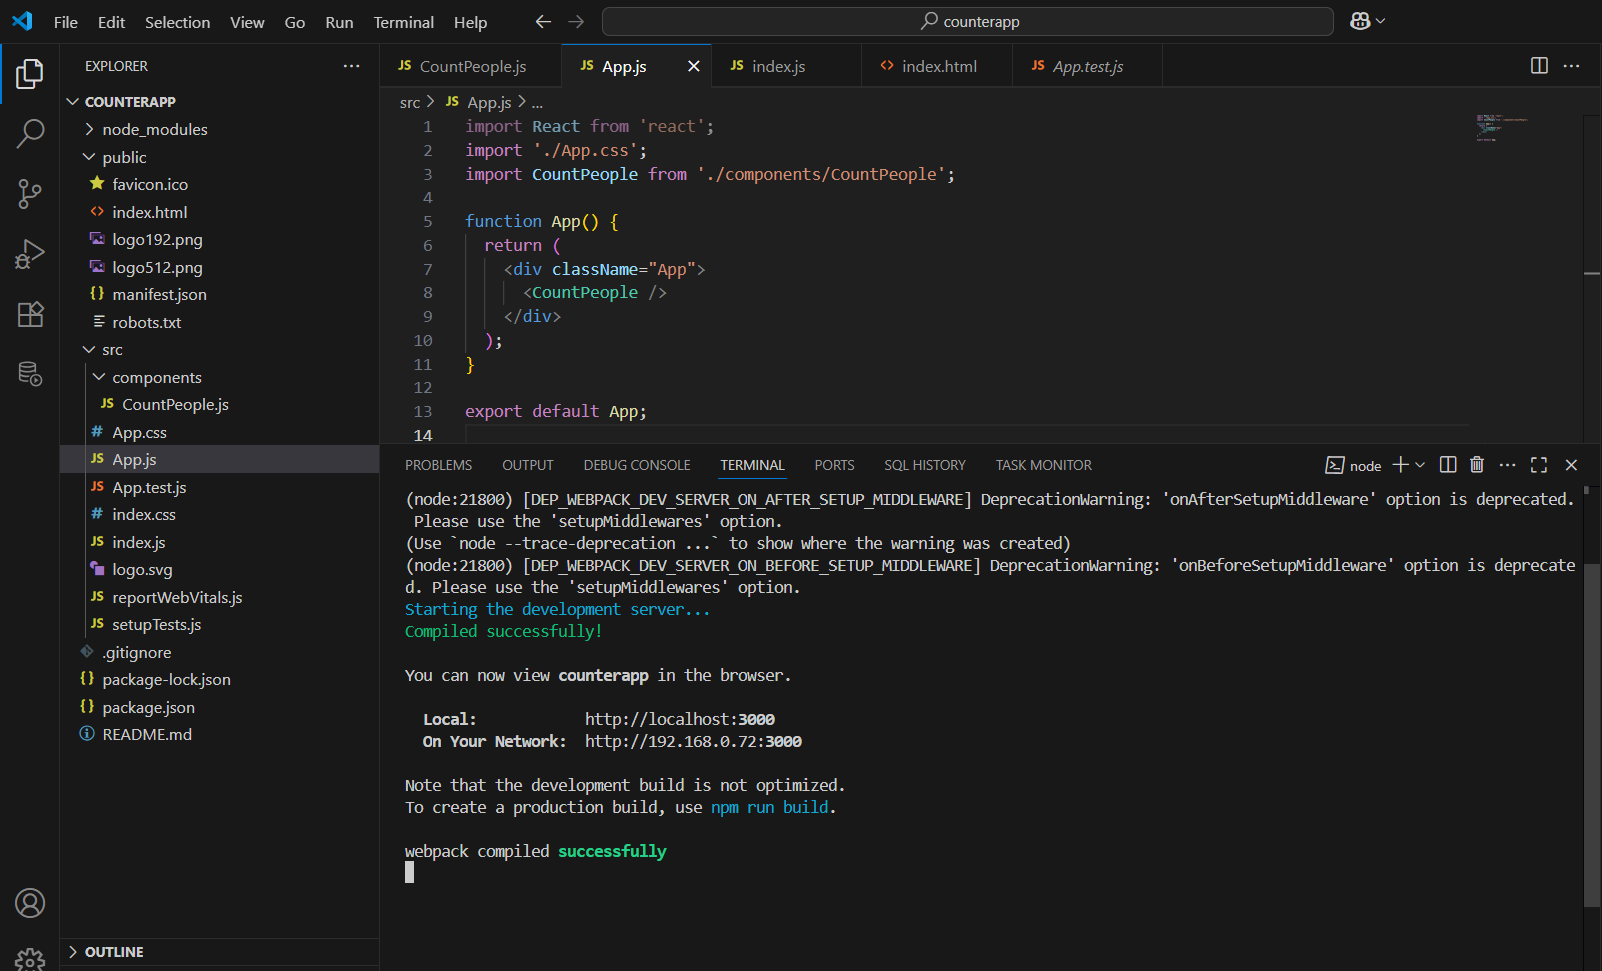 File Edit Selection View Go Run Terminal Help
counterapp
EXPLORER
COUNTERAPP
node_modules
public
favicon.ico
index.html
logo192.png
logo512.png
manifest.json
robots.txt
src
components
CountPeople.js
App.css
App.js
App.test.js
index.css
index.js
logo.svg
reportWebVitals.js
setupTests.js
.gitignore
package-lock.json
package.json
README.md
OUTLINE
CountPeople.js App.js index.js index.html App.test.js
src > App.js > ...
1 import React from 'react';
2 import './App.css';
3 import CountPeople from './components/CountPeople';
4
5 function App() {
6 return (
7 <div className="App">
8 <CountPeople />
9 </div>
10 );
11 }
12
13 export default App;
14
PROBLEMS OUTPUT DEBUG CONSOLE TERMINAL PORTS SQL HISTORY TASK MONITOR
node
(node:21800) [DEP_WEBPACK_DEV_SERVER_ON_AFTER_SETUP_MIDDLEWARE] DeprecationWarning: 'onAfterSetupMiddleware' option is deprecated.
Please use the 'setupMiddlewares' option.
(Use `node --trace-deprecation ...` to show where the warning was created)
(node:21800) [DEP_WEBPACK_DEV_SERVER_ON_BEFORE_SETUP_MIDDLEWARE] DeprecationWarning: 'onBeforeSetupMiddleware' option is deprecate
d. Please use the 'setupMiddlewares' option.
Starting the development server...
Compiled successfully!
You can now view counterapp in the browser.
Local: http://localhost:3000
On Your Network: http://192.168.0.72:3000
Note that the development build is not optimized.
To create a production build, use npm run build.
webpack compiled successfully